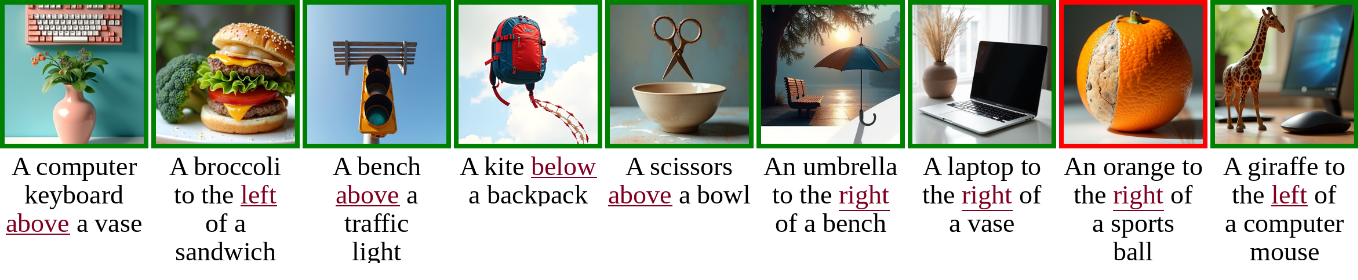 A computer
keyboard
above a vase
A broccoli
to the left
of a
sandwich
A bench
above a
traffic
light
A kite below
a backpack
A scissors
above a bowl
An umbrella
to the right
of a bench
A laptop to
the right of
a vase
An orange to
the right of
a sports
ball
A giraffe to
the left of
a computer
mouse